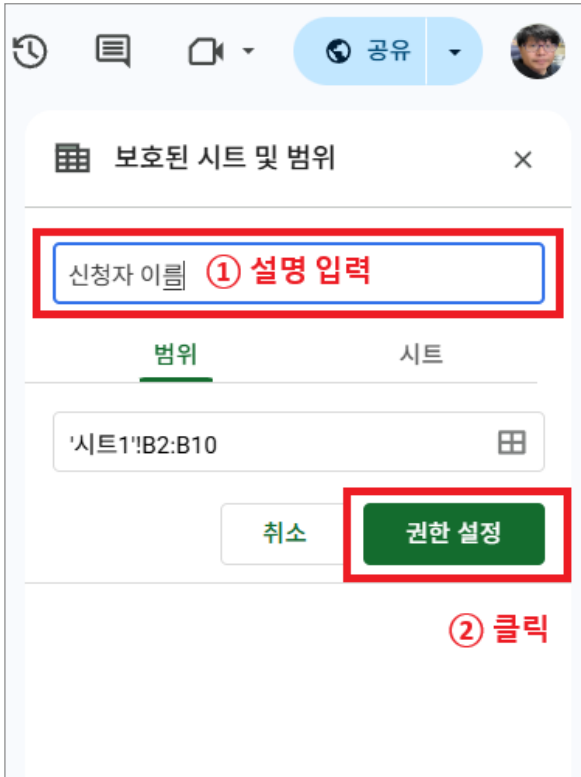 공유
보호된 시트 및 범위
신청자 이름 ① 설명 입력
범위 시트
'시트1'!B2:B10
취소 권한 설정
② 클릭